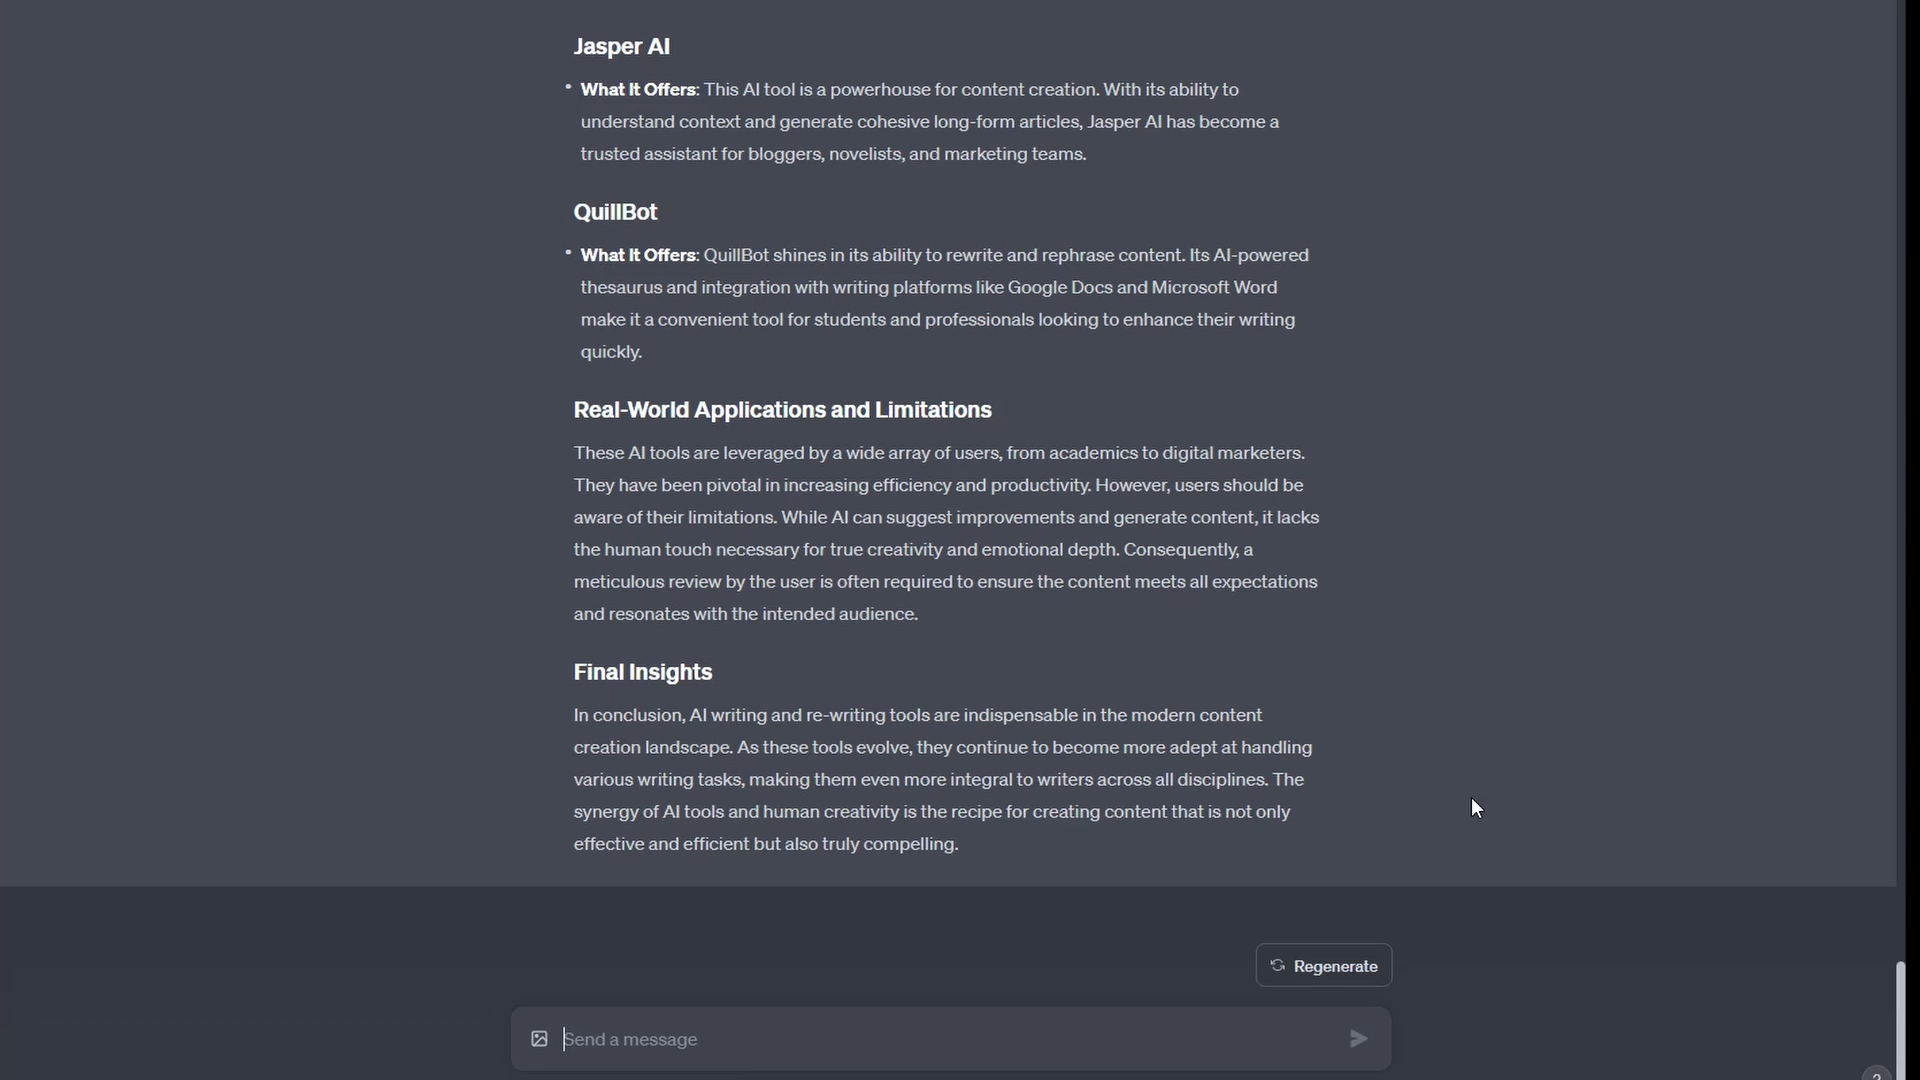 Jasper AI
• What It Offers: This AI tool is a powerhouse for content creation. With its ability to
understand context and generate cohesive long-form articles, Jasper AI has become a
trusted assistant for bloggers, novelists, and marketing teams.
QuillBot
• What It Offers: QuillBot shines in its ability to rewrite and rephrase content. Its AI-powered
thesaurus and integration with writing platforms like Google Docs and Microsoft Word
make it a convenient tool for students and professionals looking to enhance their writing
quickly.
Real-World Applications and Limitations
These AI tools are leveraged by a wide array of users, from academics to digital marketers.
They have been pivotal in increasing efficiency and productivity. However, users should be
aware of their limitations. While AI can suggest improvements and generate content, it lacks
the human touch necessary for true creativity and emotional depth. Consequently, a
meticulous review by the user is often required to ensure the content meets all expectations
and resonates with the intended audience.
Final Insights
In conclusion, AI writing and re-writing tools are indispensable in the modern content
creation landscape. As these tools evolve, they continue to become more adept at handling
various writing tasks, making them even more integral to writers across all disciplines. The
synergy of AI tools and human creativity is the recipe for creating content that is not only
effective and efficient but also truly compelling.
Regenerate
Send a message